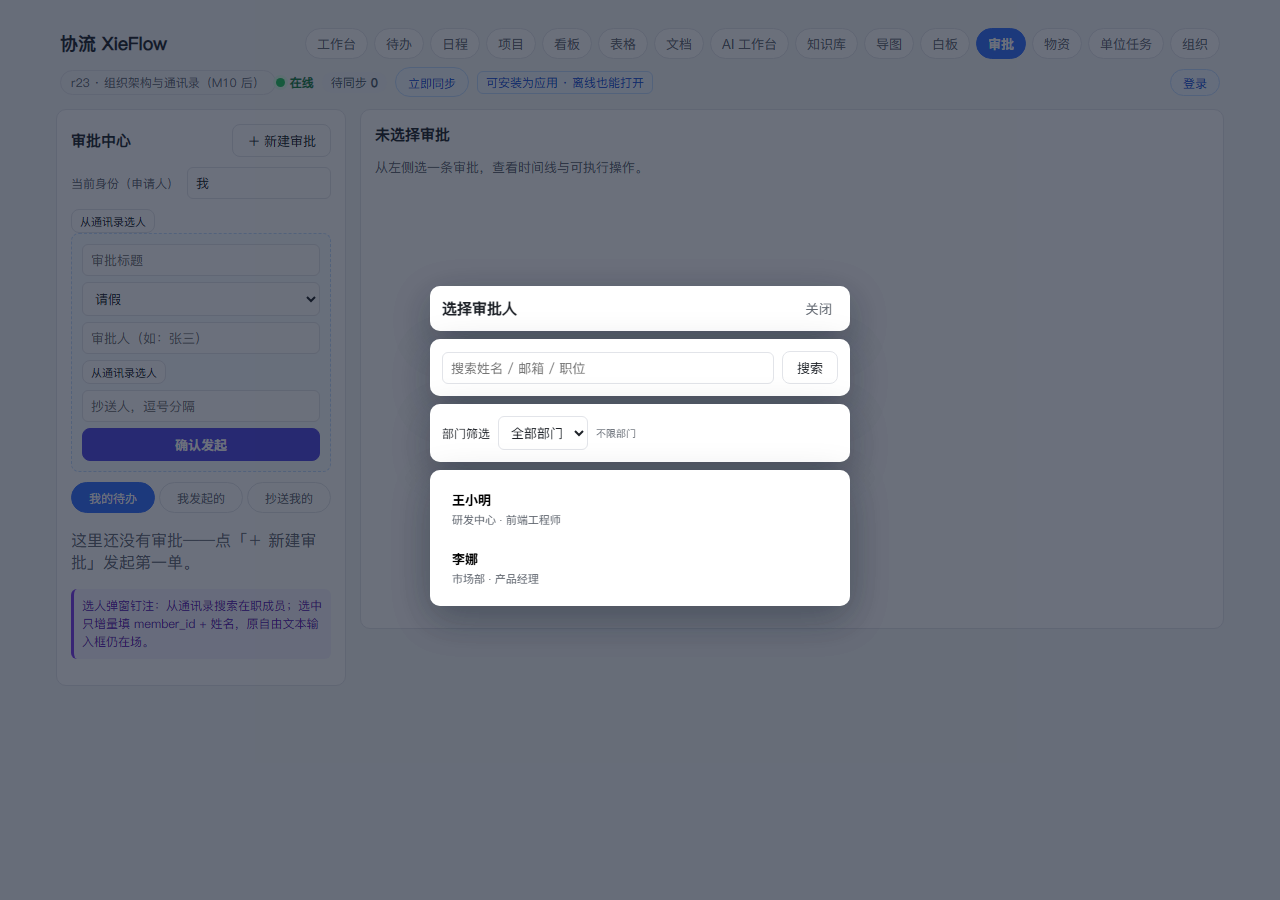 协流 XieFlow
工作台 待办 日程 项目 看板 表格 文档 AI 工作台 知识库 导图 白板 审批 物资 单位任务 组织
r23 · 组织架构与通讯录（M10 后） 在线 待同步 0 立即同步 可安装为应用 · 离线也能打开 登录
审批中心 ＋ 新建审批
当前身份（申请人） 我
从通讯录选人
审批标题
请假
审批人（如：张三）
从通讯录选人
抄送人，逗号分隔
确认发起
我的待办 我发起的 抄送我的
这里还没有审批——点「＋ 新建审
批」发起第一单。
选人弹窗钉注：从通讯录搜索在职成员；选中
只增量填 member_id + 姓名，原自由文本输
入框仍在场。
未选择审批
从左侧选一条审批，查看时间线与可执行操作。
选择审批人 关闭
搜索姓名 / 邮箱 / 职位 搜索
部门筛选 全部部门 不限部门
王小明
研发中心 · 前端工程师
李娜
市场部 · 产品经理